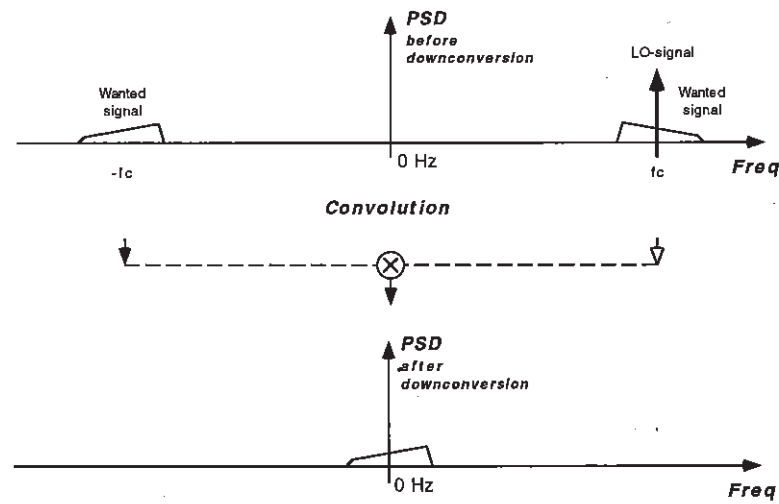 PSD
before
downconversion
LO-signal
Wanted
signal
Wanted
signal
0 Hz
-fc
fc
Freq
Convolution
PSD
after
downconversion
0 Hz
Freq